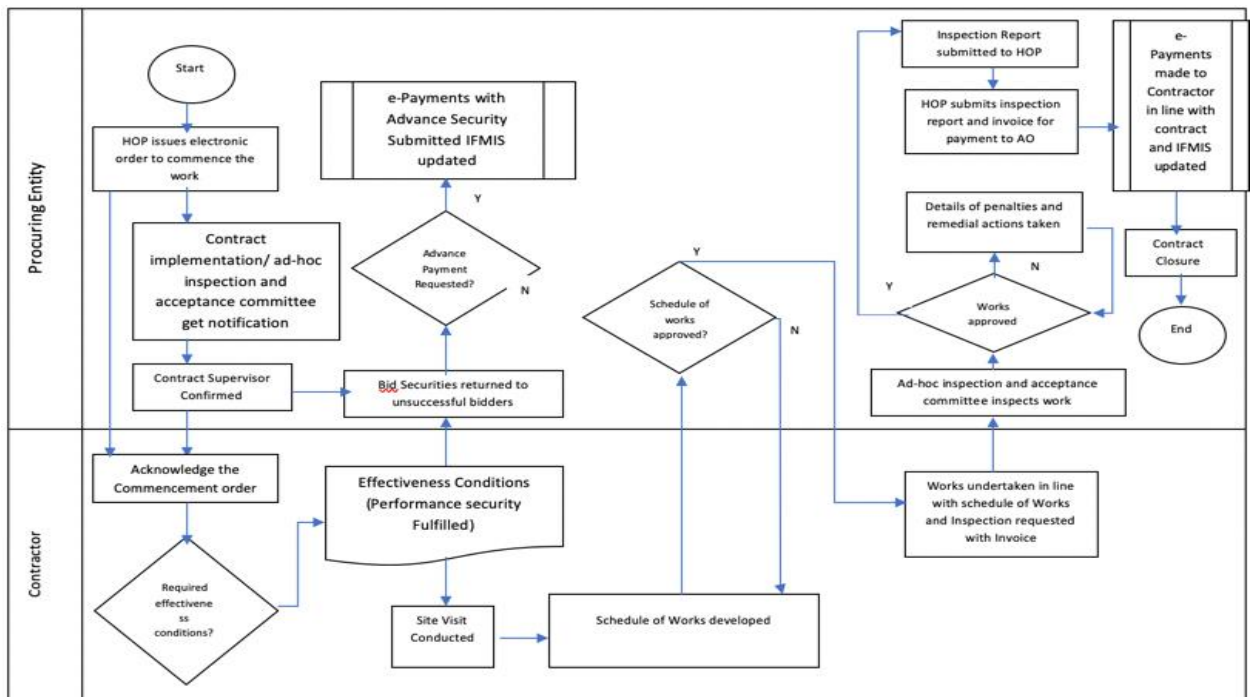 Procuring Entity
Start
HOP issues electronic
order to commence the
work
Contract
implementation/ ad-hoc
inspection and
acceptance committee
get notification
Contract Supervisor
Confirmed
e-Payments with
Advance Security
Submitted IFMIS
updated
Y
Advance
Payment
Requested?
N
Bid Securities returned to
unsuccessful bidders
Schedule of
works
approved?
Y
N
Inspection Report
submitted to HOP
HOP submits inspection
report and invoice for
payment to AO
Details of penalties and
remedial actions taken
N
Y
Works
approved
Ad-hoc inspection and acceptance
committee inspects work
e-
Payments
made to
Contractor
in line with
contract
and IFMIS
updated
Contract
Closure
End
Contractor
Acknowledge the
Commencement order
Required
effectivene
ss
conditions?
Effectiveness Conditions
(Performance security
Fulfilled)
Site Visit
Conducted
Schedule of Works developed
Works undertaken in line
with schedule of Works
and Inspection requested
with Invoice